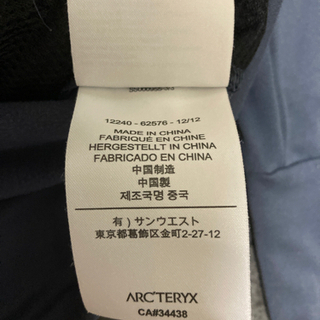 12240 - 62576 - 12/12
MADE IN CHINA
FABRIQUÉ EN CHINE
HERGESTELLT IN CHINA
FABRICADO EN CHINA
中国制造
中国製
제조국명 중국
有）サンウエスト
東京都葛飾区金町2-27-12
ARC'TERYX
CA#34438